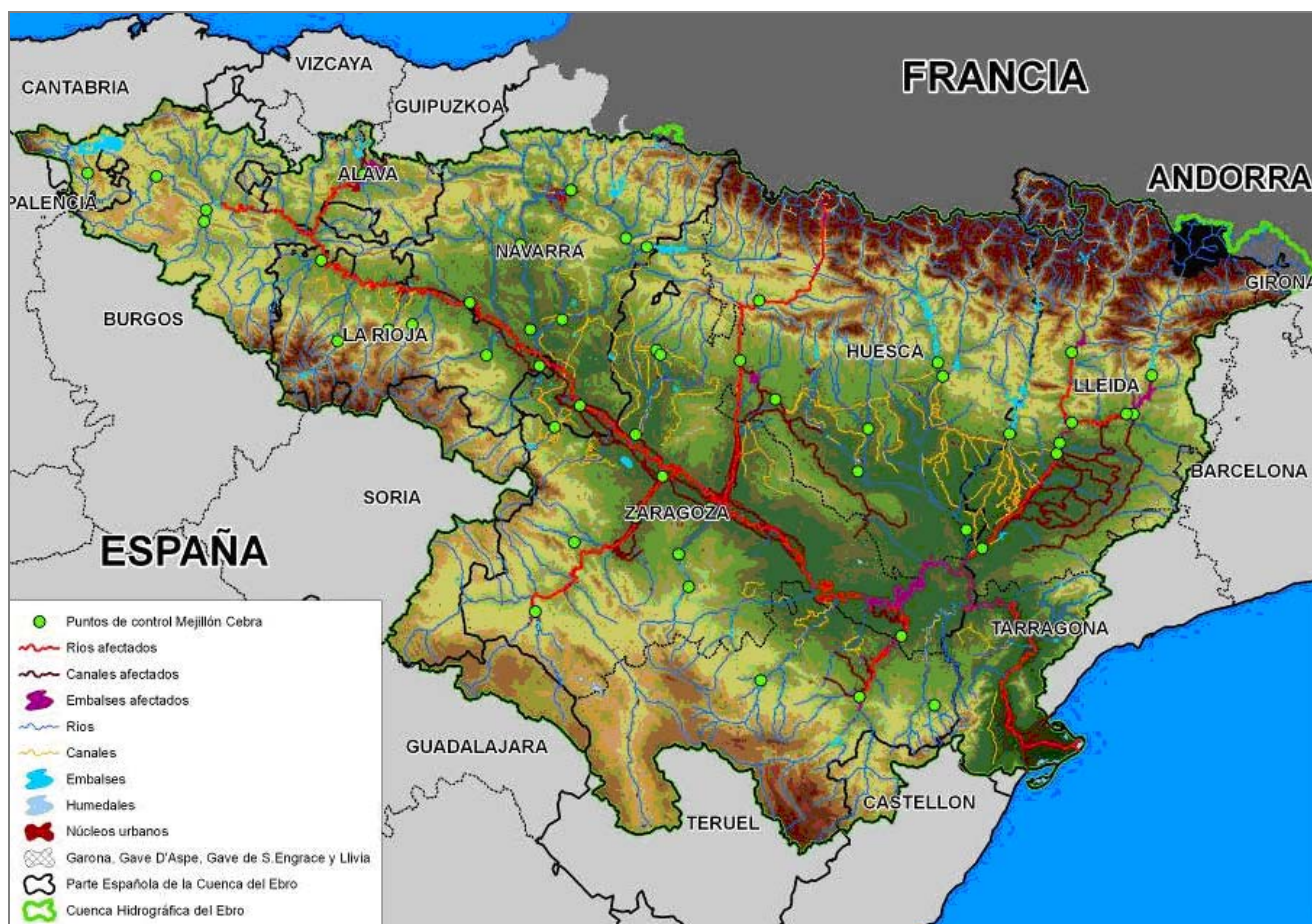 VIZCAYA
CANTABRIA
GUIPUZKOA
FRANCIA
ALAVA
ANDORRA
PALENCIA
NAVARRA
GIRONA
BURGOS
LA RIOJA
HUESCA
LLEIDA
BARCELONA
SORIA
ZARAGOZA
ESPAÑA
TARRAGONA
GUADALAJARA
CASTELLON
TERUEL
Puntos de control Mejillón Cebra
Ríos afectados
Canales afectados
Embalses afectados
Ríos
Canales
Embalses
Humedales
Núcleos urbanos
Garona, Gave D'Aspe, Gave de S.Engrace y Llivia
Parte Española de la Cuenca del Ebro
Cuenca Hidrográfica del Ebro